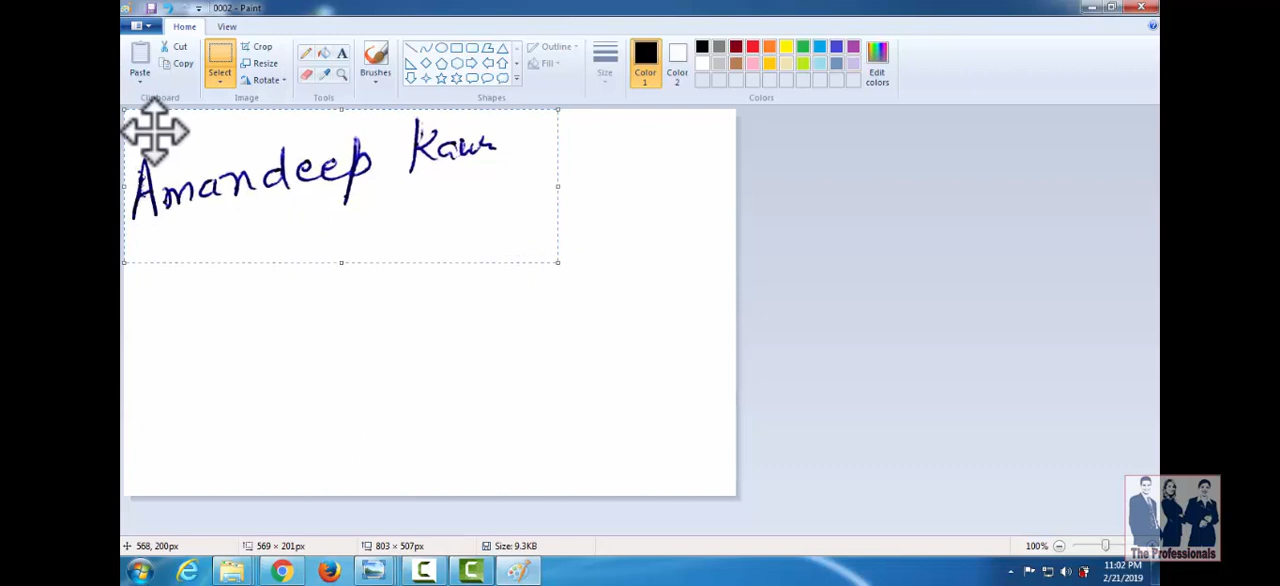 0002 - Paint
Home View
Paste Cut Copy Select Crop Resize Rotate Brushes Outline Fill Size Color 1 Color 2 Edit colors
Clipboard Image Tools Shapes Colors
Amandeep Kaur
568, 200px 569 × 201px 803 × 507px Size: 9.3KB 100%
The Professionals
11:02 PM
2/21/2019